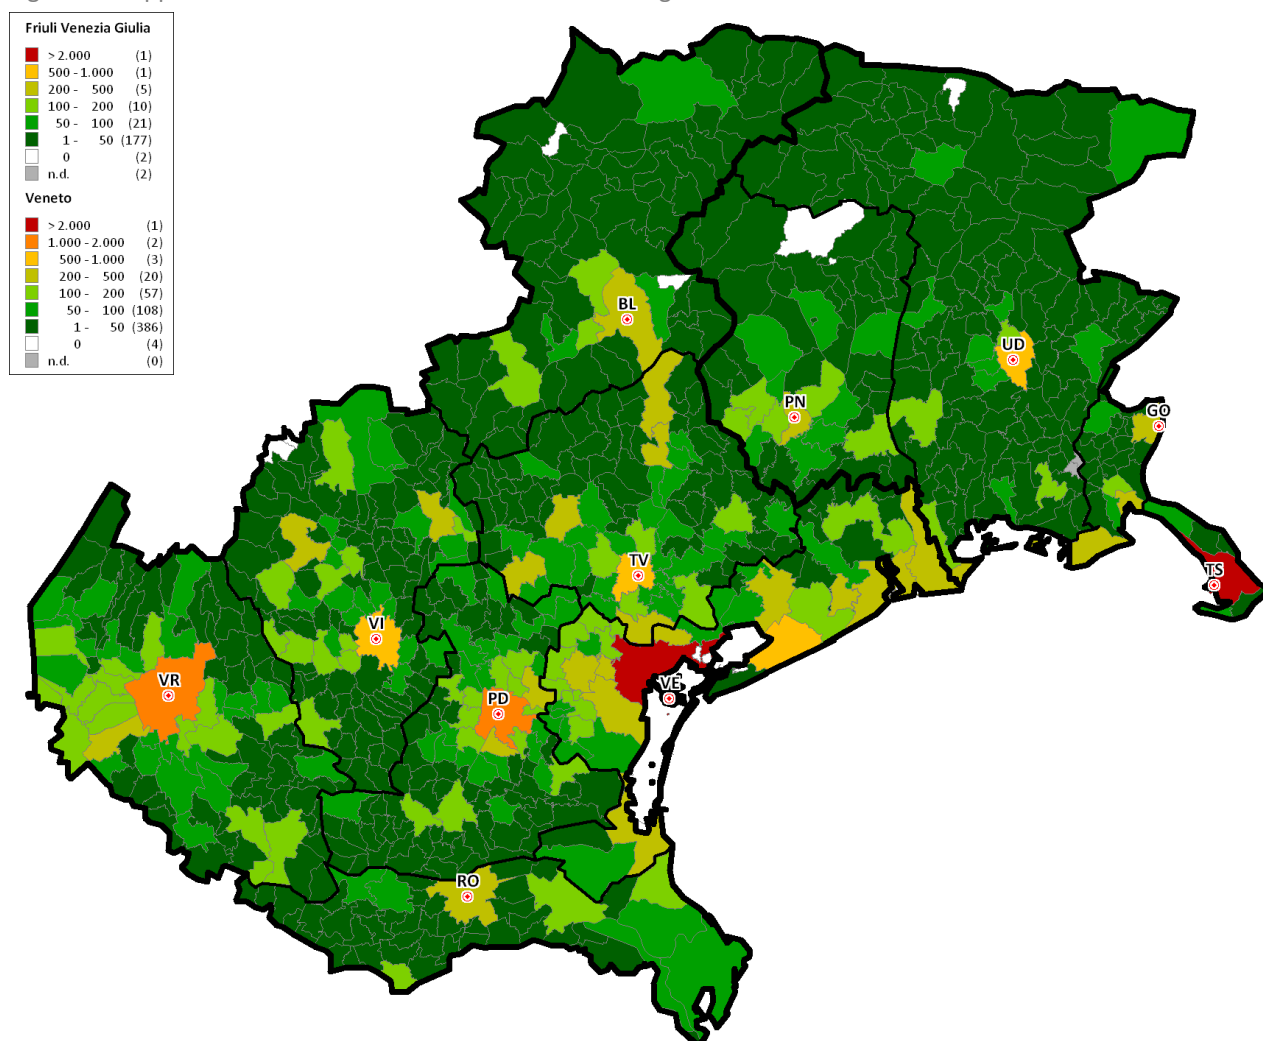 Friuli Venezia Giulia
> 2.000 (1)
500 - 1.000 (1)
200 - 500 (5)
100 - 200 (10)
50 - 100 (21)
1 - 50 (177)
0 (2)
n.d. (2)
Veneto
> 2.000 (1)
1.000 - 2.000 (2)
500 - 1.000 (3)
200 - 500 (20)
100 - 200 (57)
50 - 100 (108)
1 - 50 (386)
0 (4)
n.d. (0)
BL
UD
PN
GO
TV
TS
VI
VR
VE
PD
RO